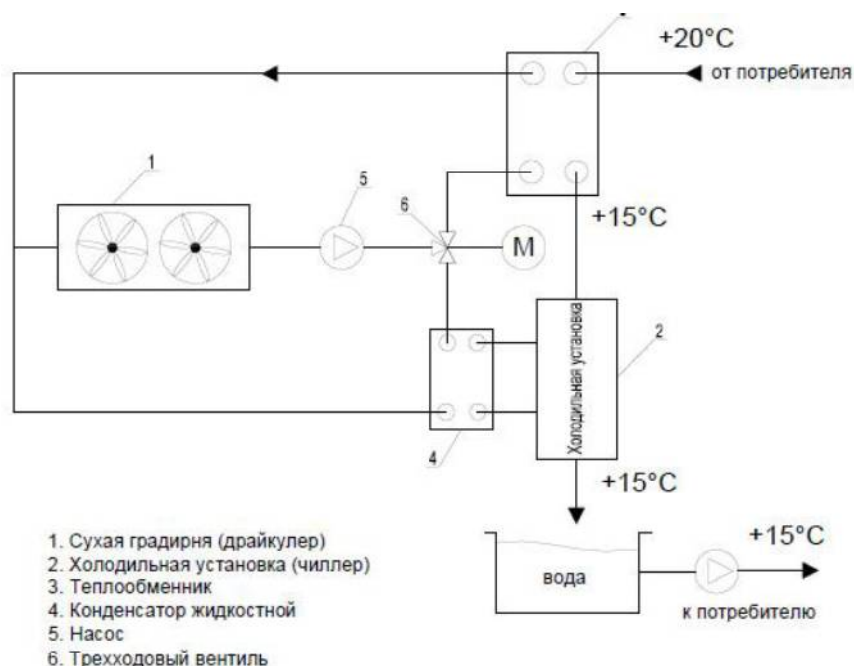 +20°C
от потребителя
1
5
6
М
+15°C
Холодильная установка
2
4
+15°C
+15°C
вода
к потребителю
1. Сухая градирня (драйкулер)
2. Холодильная установка (чиллер)
3. Теплообменник
4. Конденсатор жидкостной
5. Насос
6. Трехходовый вентиль